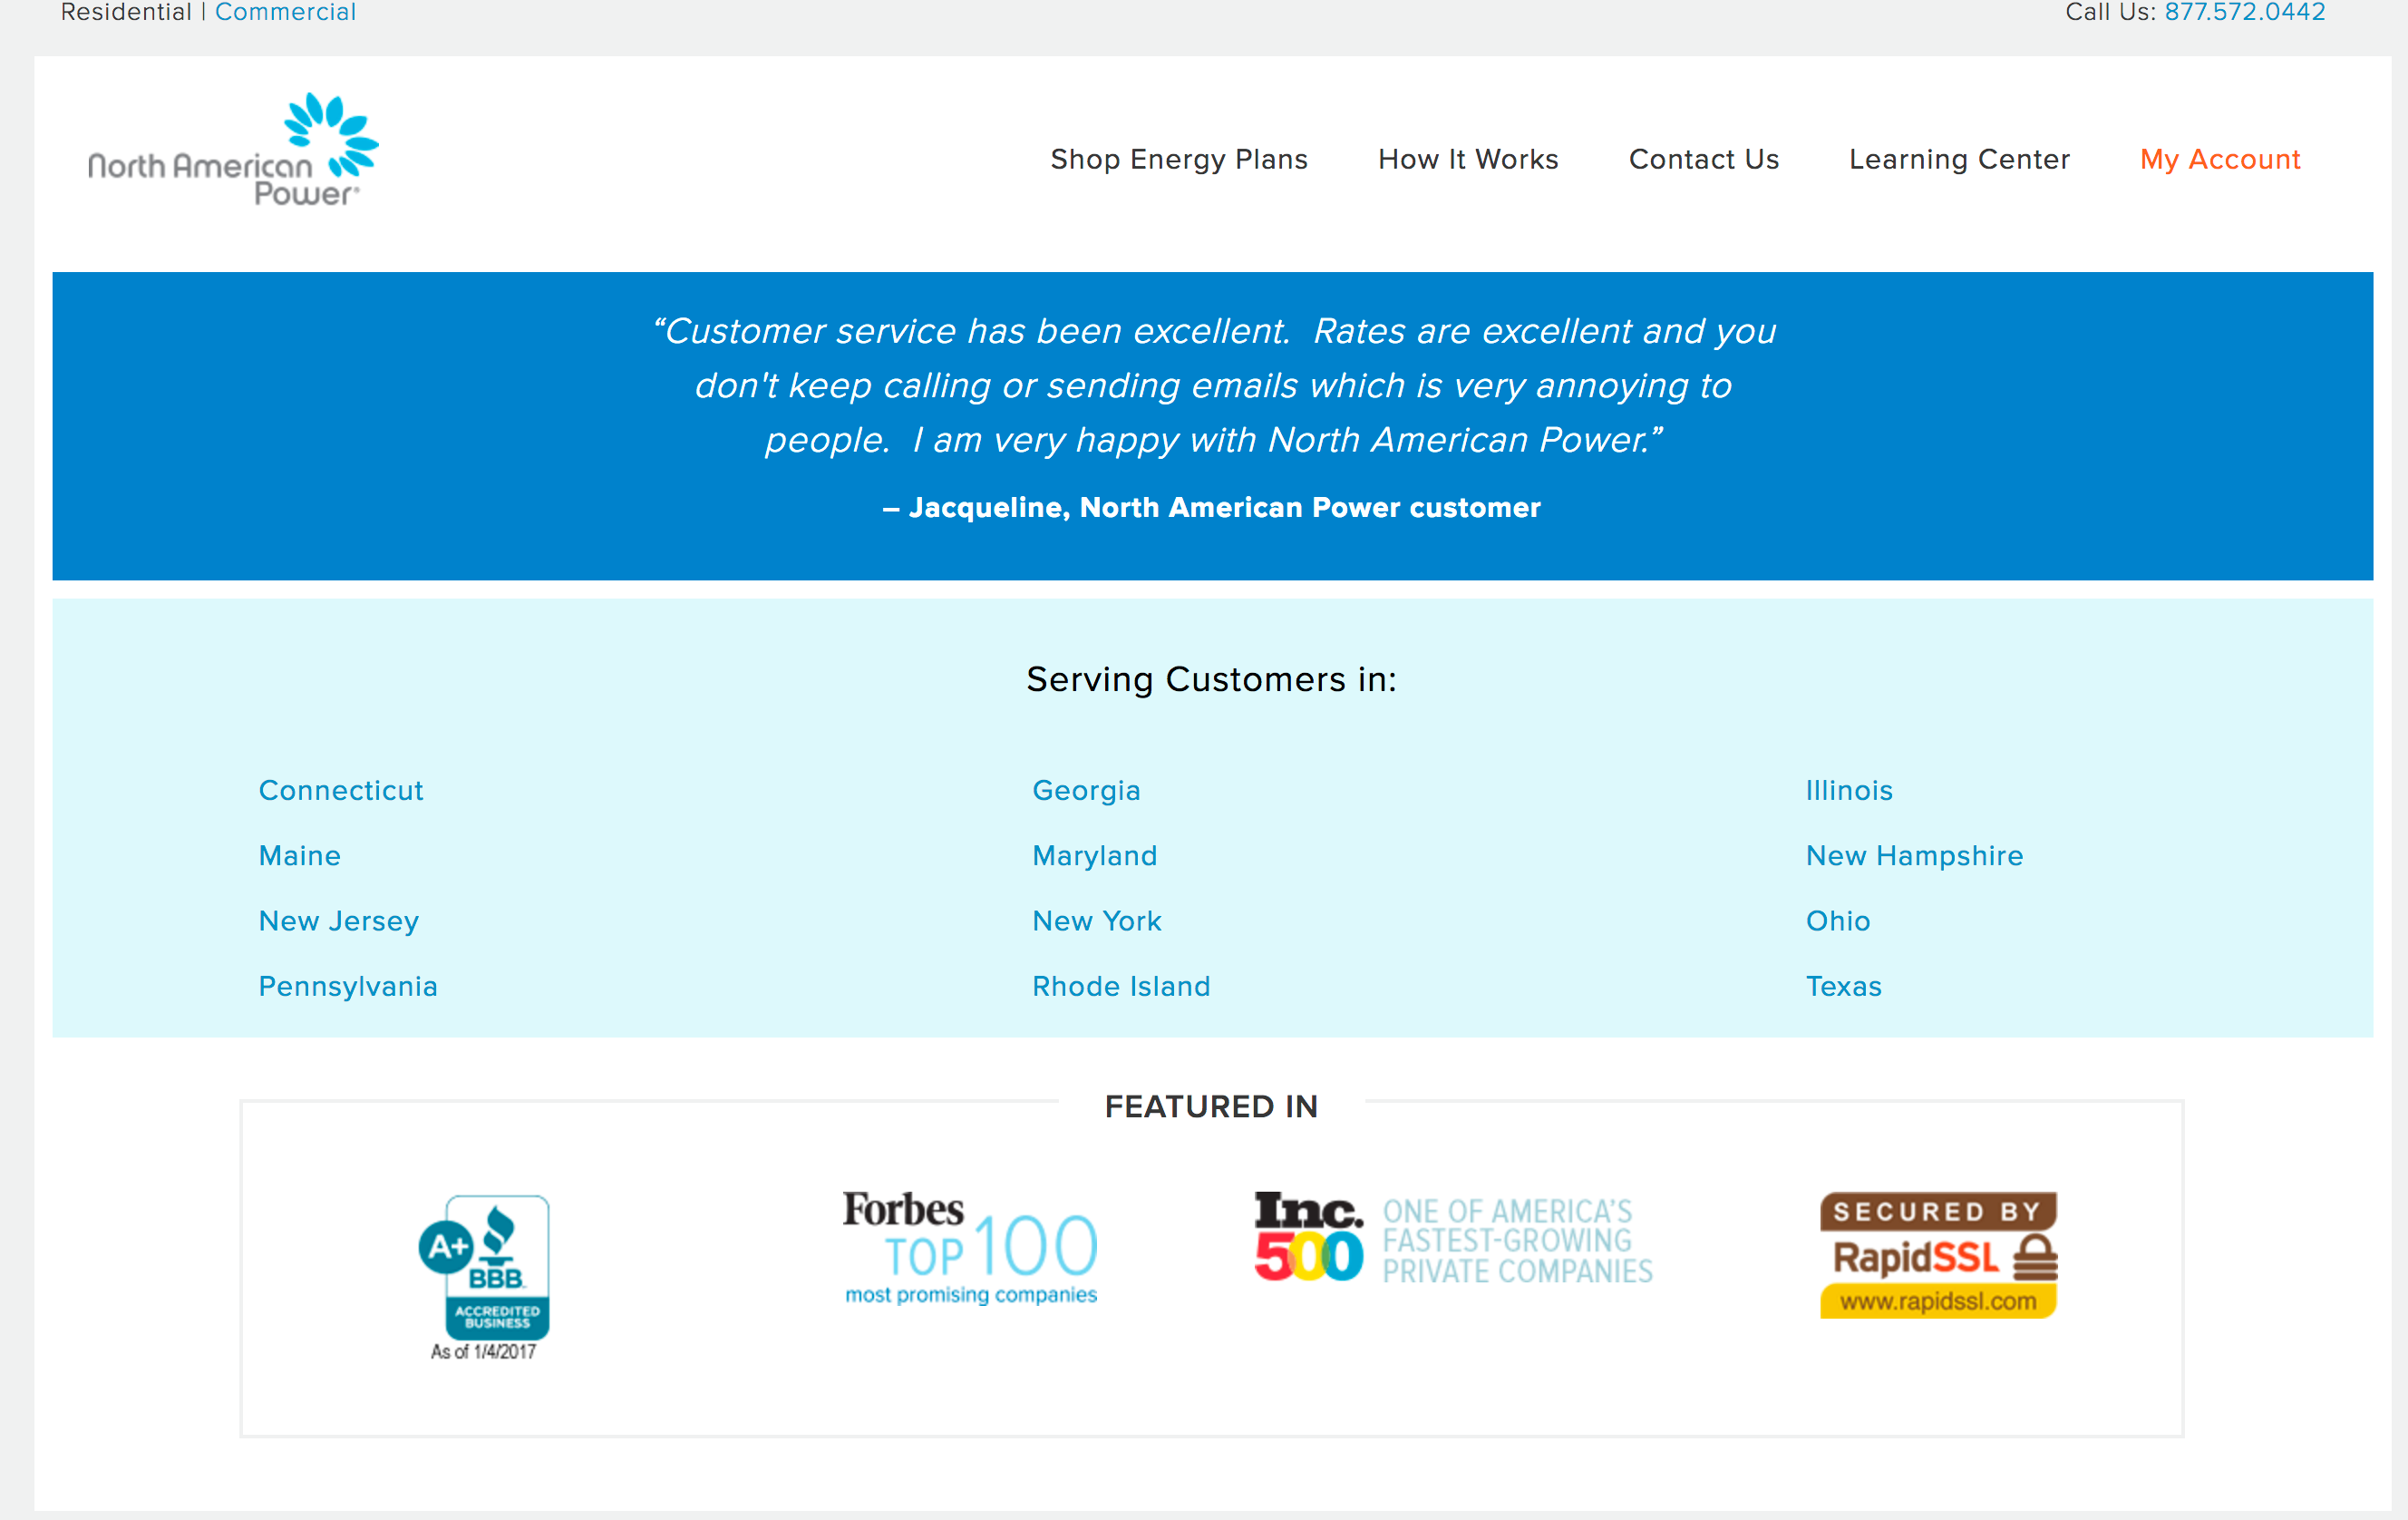 Residential | Commercial
Call Us: 877.572.0442
North American
Power®
Shop Energy Plans
How It Works
Contact Us
Learning Center
My Account
“Customer service has been excellent.  Rates are excellent and you
don't keep calling or sending emails which is very annoying to
people.  I am very happy with North American Power.”
– Jacqueline, North American Power customer
Serving Customers in:
Connecticut
Georgia
Illinois
Maine
Maryland
New Hampshire
New Jersey
New York
Ohio
Pennsylvania
Rhode Island
Texas
FEATURED IN
A+
BBB
ACCREDITED
BUSINESS
As of 1/4/2017
Forbes
TOP 100
most promising companies
Inc.
500
ONE OF AMERICA'S
FASTEST-GROWING
PRIVATE COMPANIES
SECURED BY
RapidSSL
www.rapidssl.com